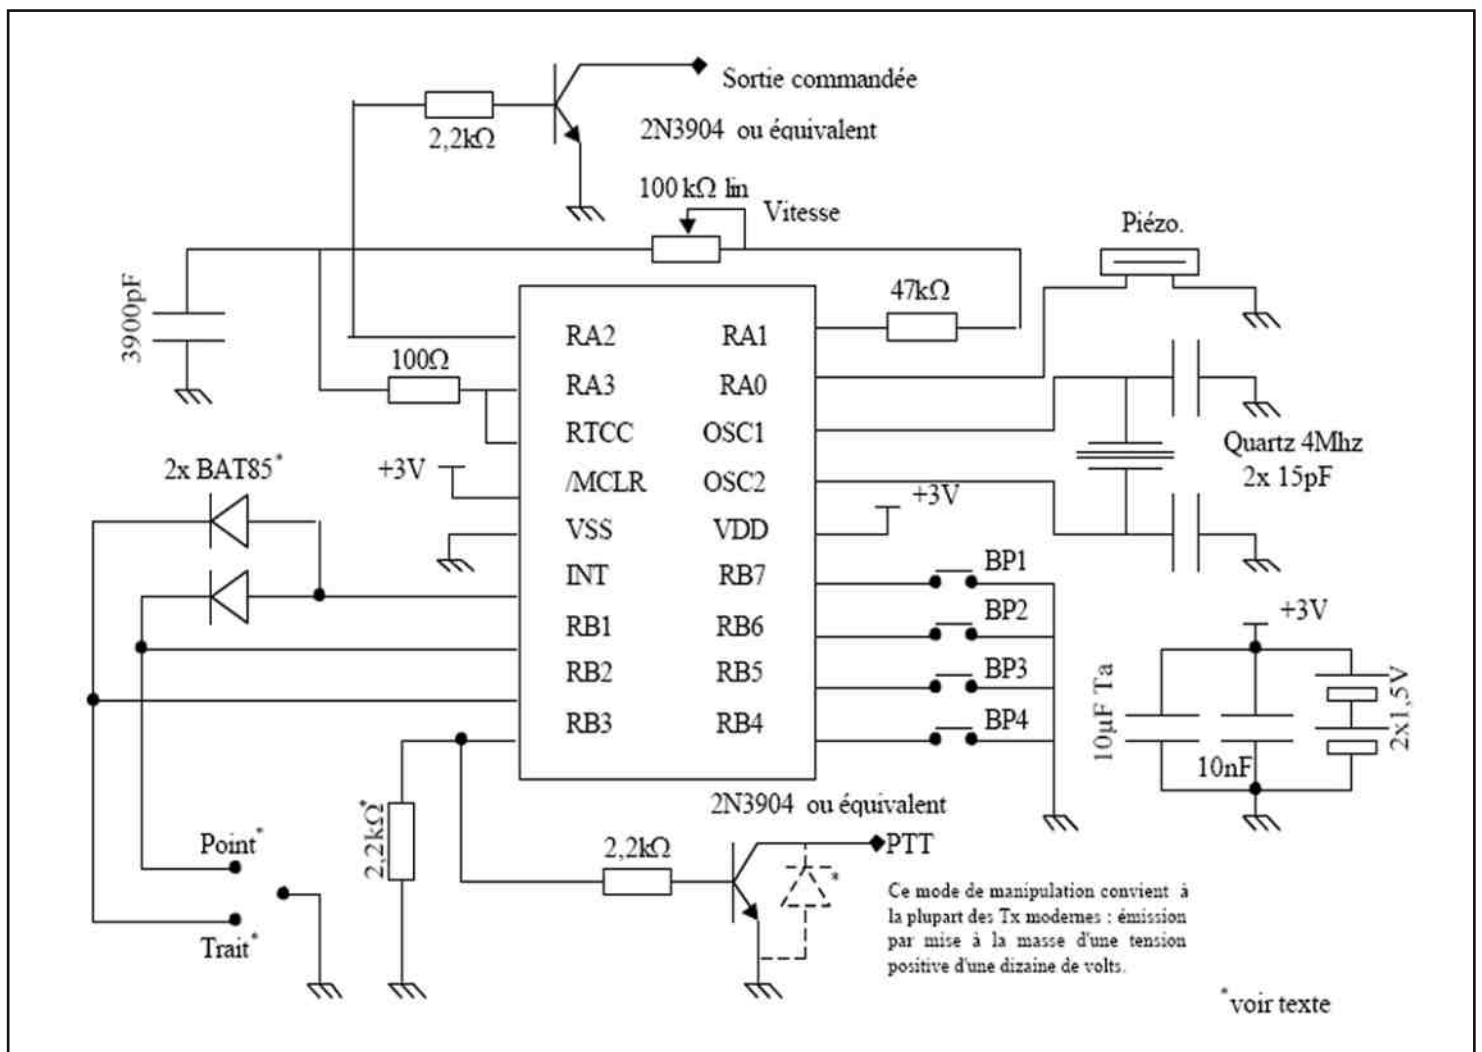 Sortie commandée
2N3904 ou équivalent
2,2kΩ
100 kΩ lin
Vitesse
Piézo.
3900pF
47kΩ
100Ω
RA2
RA1
RA3
RA0
RTCC
OSC1
/MCLR
OSC2
VSS
VDD
INT
RB7
RB1
RB6
RB2
RB5
RB3
RB4
2x BAT85*
+3V
+3V
Quartz 4Mhz
2x 15pF
BP1
BP2
BP3
BP4
+3V
10µF Ta
10nF
2x1,5V
2N3904 ou équivalent
2,2kΩ*
2,2kΩ
PTT
*
Point*
Trait*
Ce mode de manipulation convient à
la plupart des Tx modernes : émission
par mise à la masse d'une tension
positive d'une dizaine de volts.
*voir texte